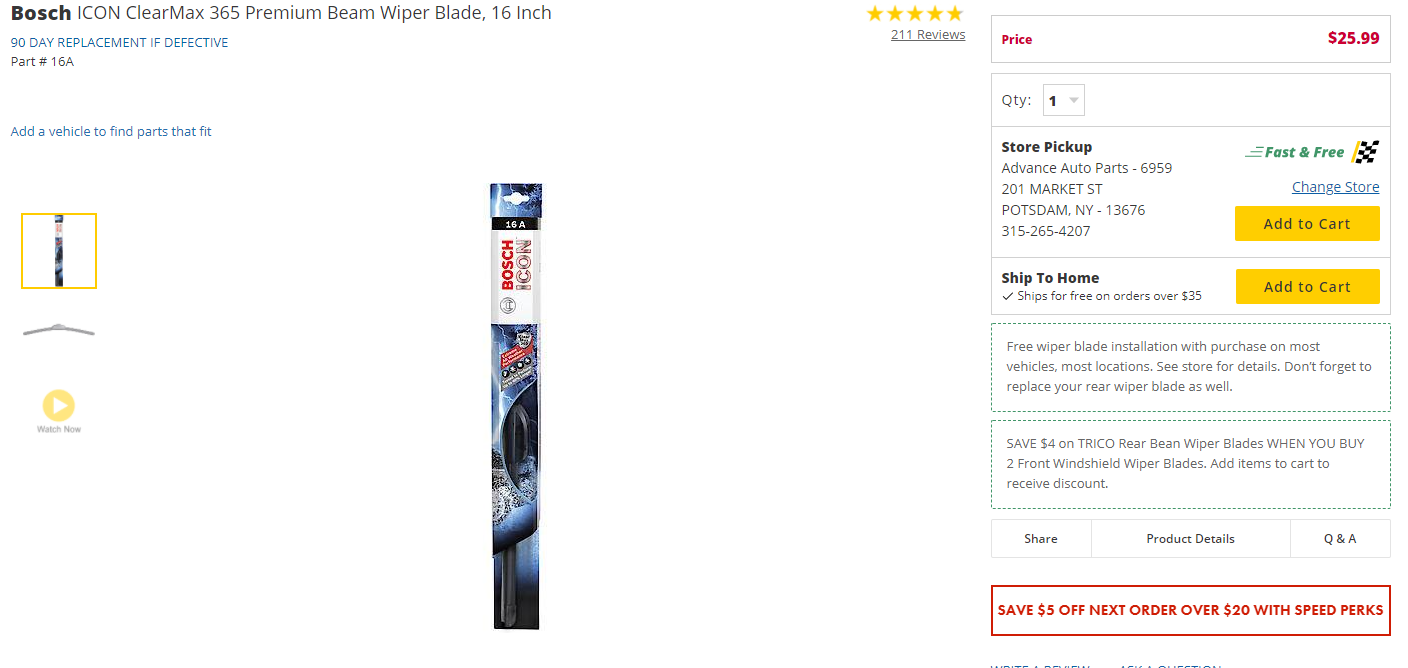 Bosch ICON ClearMax 365 Premium Beam Wiper Blade, 16 Inch
90 DAY REPLACEMENT IF DEFECTIVE
Part # 16A
211 Reviews
Add a vehicle to find parts that fit
16 A
BOSCH
ICON
Watch Now
Price $25.99
Qty: 1
Store Pickup
Fast & Free
Advance Auto Parts - 6959
201 MARKET ST
Change Store
POTSDAM, NY - 13676
315-265-4207
Add to Cart
Ship To Home
Ships for free on orders over $35
Add to Cart
Free wiper blade installation with purchase on most
vehicles, most locations. See store for details. Don't forget to
replace your rear wiper blade as well.
SAVE $4 on TRICO Rear Bean Wiper Blades WHEN YOU BUY
2 Front Windshield Wiper Blades. Add items to cart to
receive discount.
Share Product Details Q & A
SAVE $5 OFF NEXT ORDER OVER $20 WITH SPEED PERKS
WRITE A REVIEW ASK A QUESTION